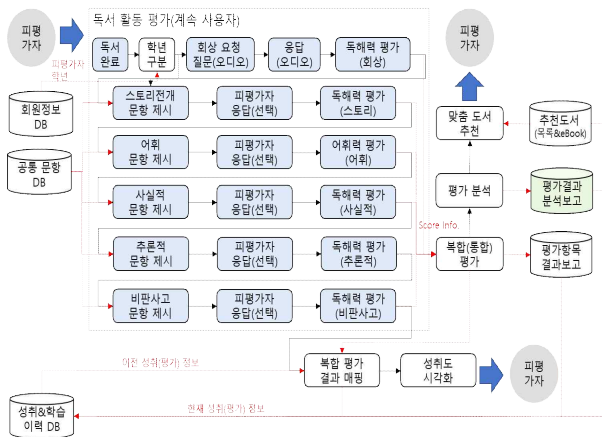 독서 활동 평가(계속 사용자)
피평
가자
독서
완료
학년
구분
회상 요청
질문(오디오)
응답
(오디오)
독해력 평가
(회상)
피평가자
학년
회원정보
DB
스토리전개
문항 제시
피평가자
응답(선택)
독해력 평가
(스토리)
공통 문항
DB
어휘
문항 제시
피평가자
응답(선택)
어휘력 평가
(어휘)
사실적
문항 제시
피평가자
응답(선택)
독해력 평가
(사실적)
추론적
문항 제시
피평가자
응답(선택)
독해력 평가
(추론적)
비판사고
문항 제시
피평가자
응답(선택)
독해력 평가
(비판사고)
피평
가자
맞춤 도서
추천
추천도서
(목록&eBook)
평가 분석
평가결과
분석보고
Score Info.
복합(통합)
평가
평가항목
결과보고
이전 성취(평가) 정보
복합 평가
결과 매핑
성취도
시각화
피평
가자
성취&학습
이력 DB
현재 성취(평가) 정보